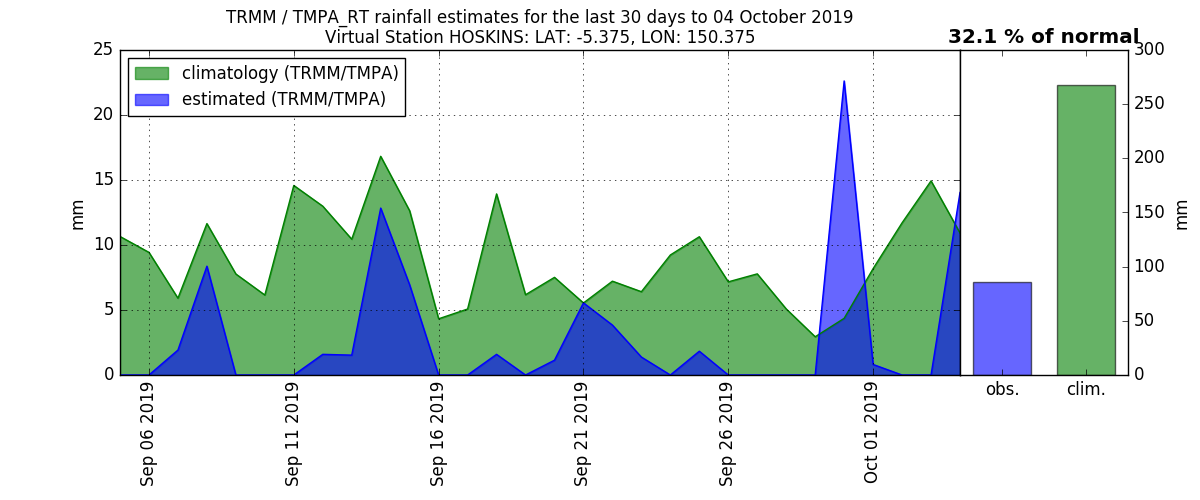 TRMM / TMPA_RT rainfall estimates for the last 30 days to 04 October 2019
Virtual Station HOSKINS: LAT: -5.375, LON: 150.375
32.1 % of normal
climatology (TRMM/TMPA)
estimated (TRMM/TMPA)
25
20
15
10
5
0
mm
Sep 06 2019
Sep 11 2019
Sep 16 2019
Sep 21 2019
Sep 26 2019
Oct 01 2019
obs.
clim.
300
250
200
150
100
50
0
mm